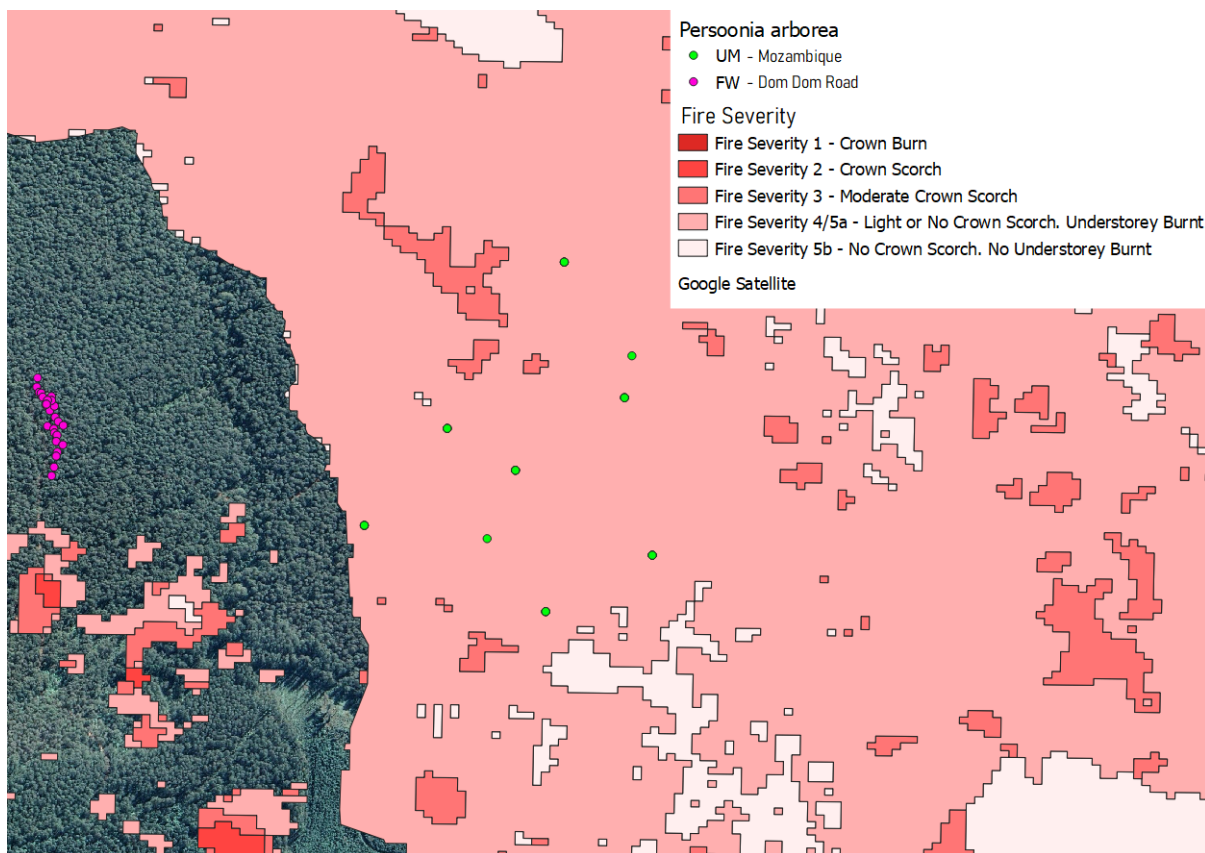 Persoonia arborea
UM - Mozambique
FW - Dom Dom Road
Fire Severity
Fire Severity 1 - Crown Burn
Fire Severity 2 - Crown Scorch
Fire Severity 3 - Moderate Crown Scorch
Fire Severity 4/5a - Light or No Crown Scorch. Understorey Burnt
Fire Severity 5b - No Crown Scorch. No Understorey Burnt
Google Satellite